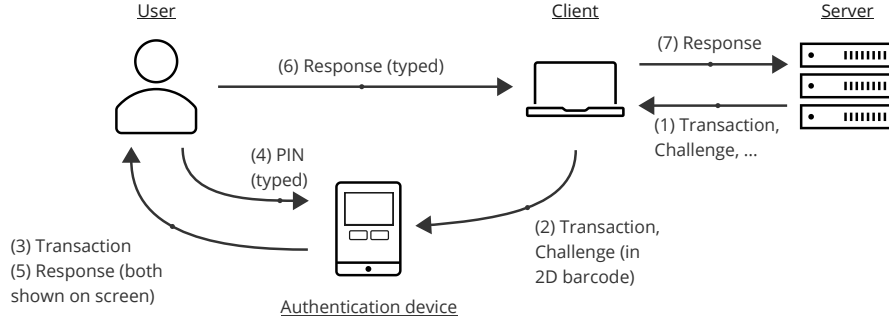 User
Client
Server
(6) Response (typed)
(7) Response
(1) Transaction,
Challenge, ...
(4) PIN
(typed)
(2) Transaction,
Challenge (in
2D barcode)
(3) Transaction
(5) Response (both
shown on screen)
Authentication device